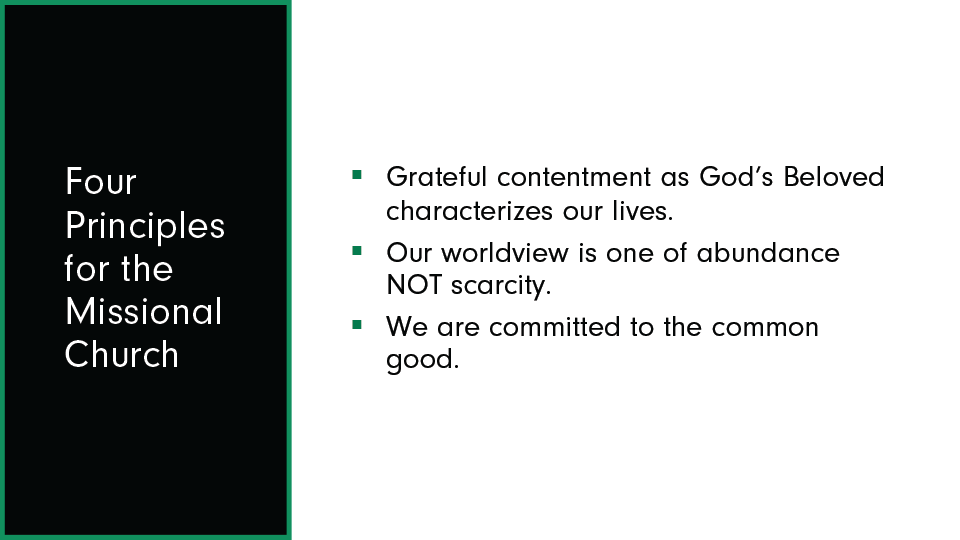 Four
Principles
for the
Missional
Church
▪ Grateful contentment as God’s Beloved
characterizes our lives.
▪ Our worldview is one of abundance
NOT scarcity.
▪ We are committed to the common
good.